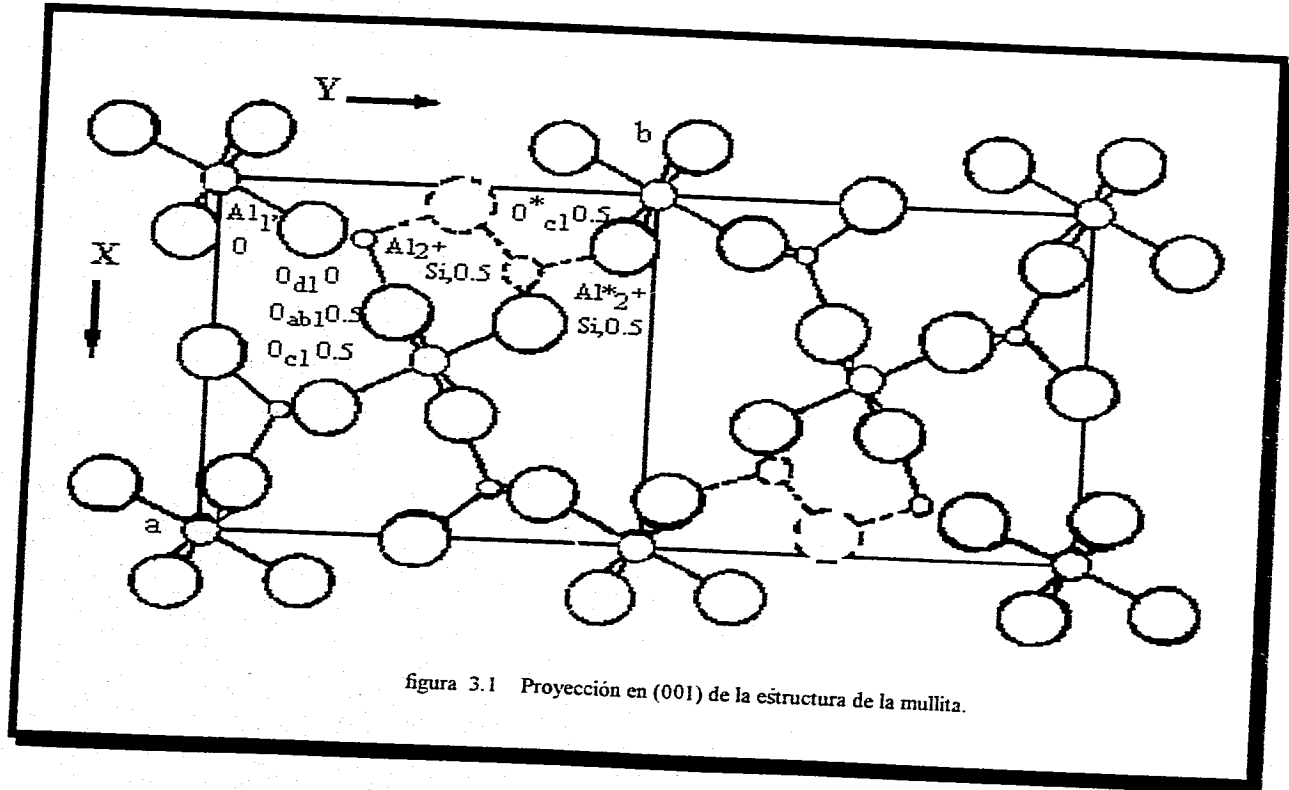 Y
b
Al1,
0
O*c1 0.5
X
Al2+
Si,0.5
Od1 0
Al*2+
Si,0.5
Oab1 0.5
Oc1 0.5
a
figura 3.1 Proyección en (001) de la estructura de la mullita.